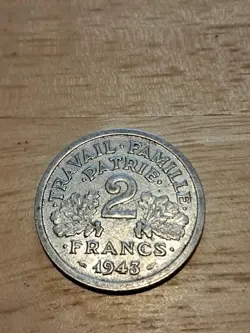 TRAVAIL · FAMILLE
· PATRIE ·
2
· FRANCS ·
1943